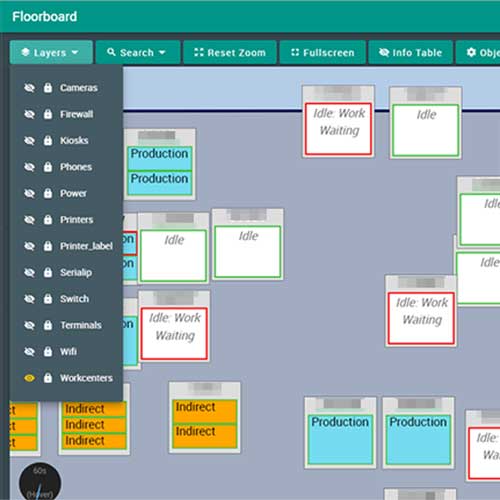 Floorboard
Layers Search Reset Zoom Fullscreen Info Table Obje
Cameras
Firewall
Kiosks
Phones
Power
Printers
Printer_label
Serialip
Switch
Terminals
Wifi
Workcenters
Idle: Work
Waiting
Idle
Production
Production
Idle
Idle
Idle
Idle
Idle: Work
Waiting
Idle: Work
Waiting
Indirect
Indirect
Indirect
Indirect
Indirect
Production
Production
Idle:
Wa
60s
(Hover)